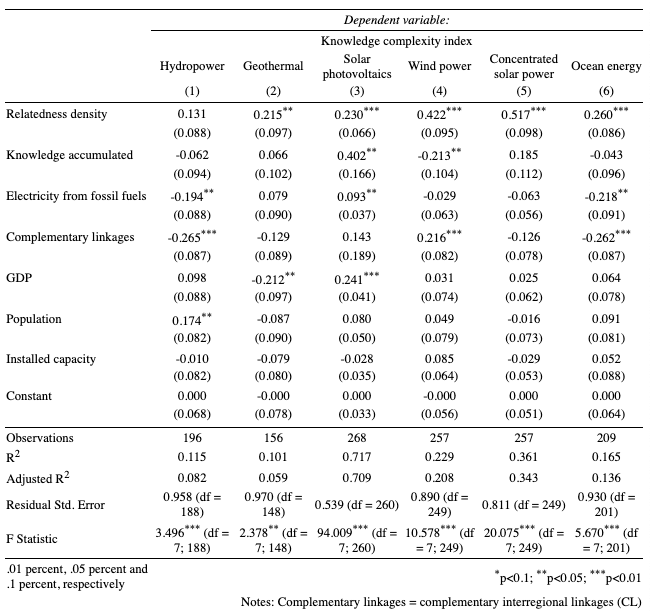 Dependent variable:
Knowledge complexity index
Hydropower Geothermal Solar photovoltaics Wind power Concentrated solar power Ocean energy
(1) (2) (3) (4) (5) (6)
Relatedness density 0.131 0.215** 0.230*** 0.422*** 0.517*** 0.260***
(0.088) (0.097) (0.066) (0.095) (0.098) (0.086)
Knowledge accumulated -0.062 0.066 0.402** -0.213** 0.185 -0.043
(0.094) (0.102) (0.166) (0.104) (0.112) (0.096)
Electricity from fossil fuels -0.194** 0.079 0.093** -0.029 -0.063 -0.218**
(0.088) (0.090) (0.037) (0.063) (0.056) (0.091)
Complementary linkages -0.265*** -0.129 0.143 0.216*** -0.126 -0.262***
(0.087) (0.089) (0.189) (0.082) (0.078) (0.087)
GDP 0.098 -0.212** 0.241*** 0.031 0.025 0.064
(0.088) (0.097) (0.041) (0.074) (0.062) (0.078)
Population 0.174** -0.087 0.080 0.049 -0.016 0.091
(0.082) (0.090) (0.050) (0.079) (0.073) (0.081)
Installed capacity -0.010 -0.079 -0.028 0.085 -0.029 0.052
(0.082) (0.080) (0.035) (0.064) (0.053) (0.088)
Constant 0.000 -0.000 0.000 -0.000 0.000 0.000
(0.068) (0.078) (0.033) (0.056) (0.051) (0.064)
Observations 196 156 268 257 257 209
R2 0.115 0.101 0.717 0.229 0.361 0.165
Adjusted R2 0.082 0.059 0.709 0.208 0.343 0.136
Residual Std. Error 0.958 (df = 188) 0.970 (df = 148) 0.539 (df = 260) 0.890 (df = 249) 0.811 (df = 249) 0.930 (df = 201)
F Statistic 3.496*** (df = 7; 188) 2.378** (df = 7; 148) 94.009*** (df = 7; 260) 10.578*** (df = 7; 249) 20.075*** (df = 7; 249) 5.670*** (df = 7; 201)
.01 percent, .05 percent and
.1 percent, respectively
*p<0.1; **p<0.05; ***p<0.01
Notes: Complementary linkages = complementary interregional linkages (CL)